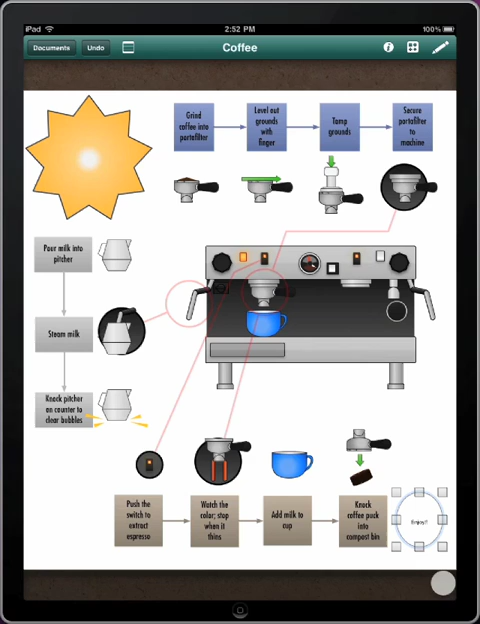 iPad
2:52 PM
100%
Documents
Undo
Coffee
Grind
coffee into
portafilter
Level out
grounds
with
finger
Tamp
grounds
Secure
portafilter
to
machine
Pour milk into
pitcher
Steam milk
Knock pitcher
on counter to
clear bubbles
Push the
switch to
extract
espresso
Watch the
color; stop
when it
thins
Add milk to
cup
Knock
coffee puck
into
compost bin
Enjoy!!